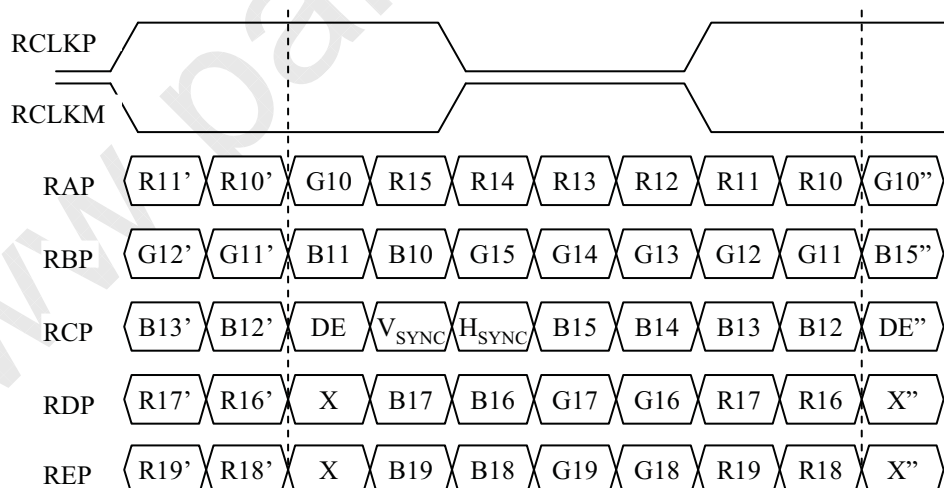 RCLKP
RCLKM
RAP R11’ R10’ G10 R15 R14 R13 R12 R11 R10 G10”
RBP G12’ G11’ B11 B10 G15 G14 G13 G12 G11 B15”
RCP B13’ B12’ DE VSYNC HSYNC B15 B14 B13 B12 DE”
RDP R17’ R16’ X B17 B16 G17 G16 R17 R16 X”
REP R19’ R18’ X B19 B18 G19 G18 R19 R18 X”